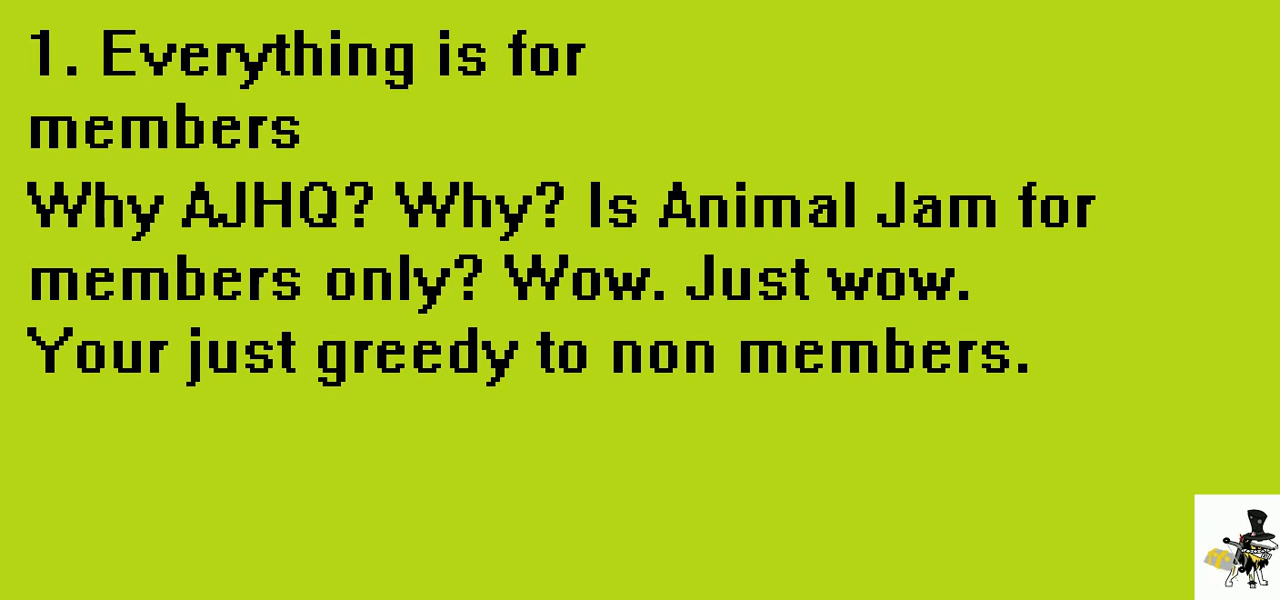 1. Everything is for
members
Why AJHQ? Why? Is Animal Jam for
members only? Wow. Just wow.
Your just greedy to non members.